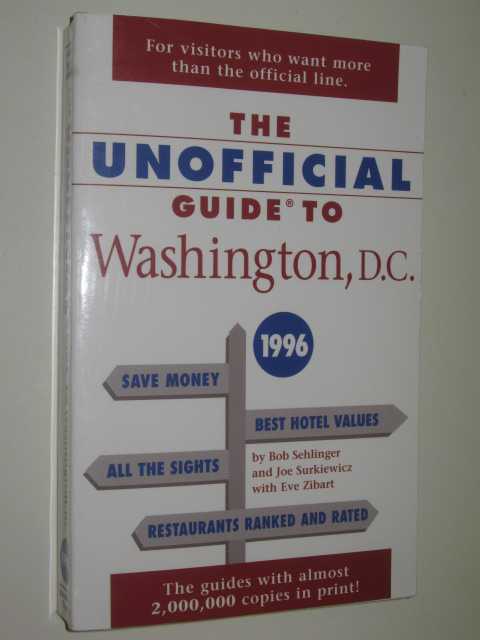 For visitors who want more
than the official line.
THE
UNOFFICIAL
GUIDE® TO
Washington, D.C.
1996
SAVE MONEY
BEST HOTEL VALUES
by Bob Sehlinger
and Joe Surkiewicz
with Eve Zibart
ALL THE SIGHTS
RESTAURANTS RANKED AND RATED
The guides with almost
2,000,000 copies in print!